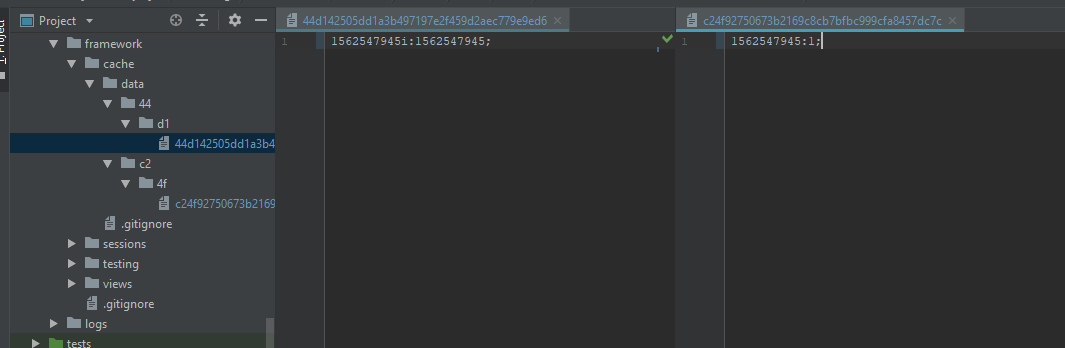 1: Project
Project
framework
cache
data
44
d1
44d142505dd1a3b4
c2
4f
c24f92750673b2169
.gitignore
sessions
testing
views
.gitignore
logs
tests
44d142505dd1a3b497197e2f459d2aec779e9ed6
1 1562547945i:1562547945;
c24f92750673b2169c8cb7bfbc999cfa8457dc7c
1 1562547945:1;